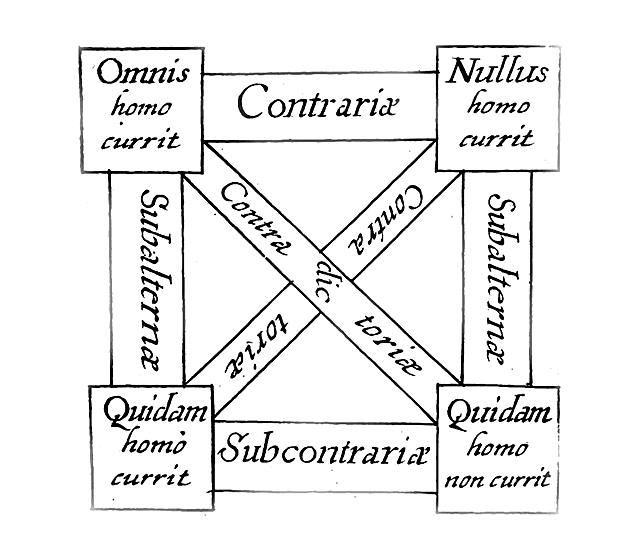 Omnis
homo
currit
Contrariæ
Nullus
homo
currit
Subalternæ
Contra
dic
toriæ
Contra
toriæ
Subalternæ
Quidam
homo
currit
Subcontrariæ
Quidam
homo
non currit